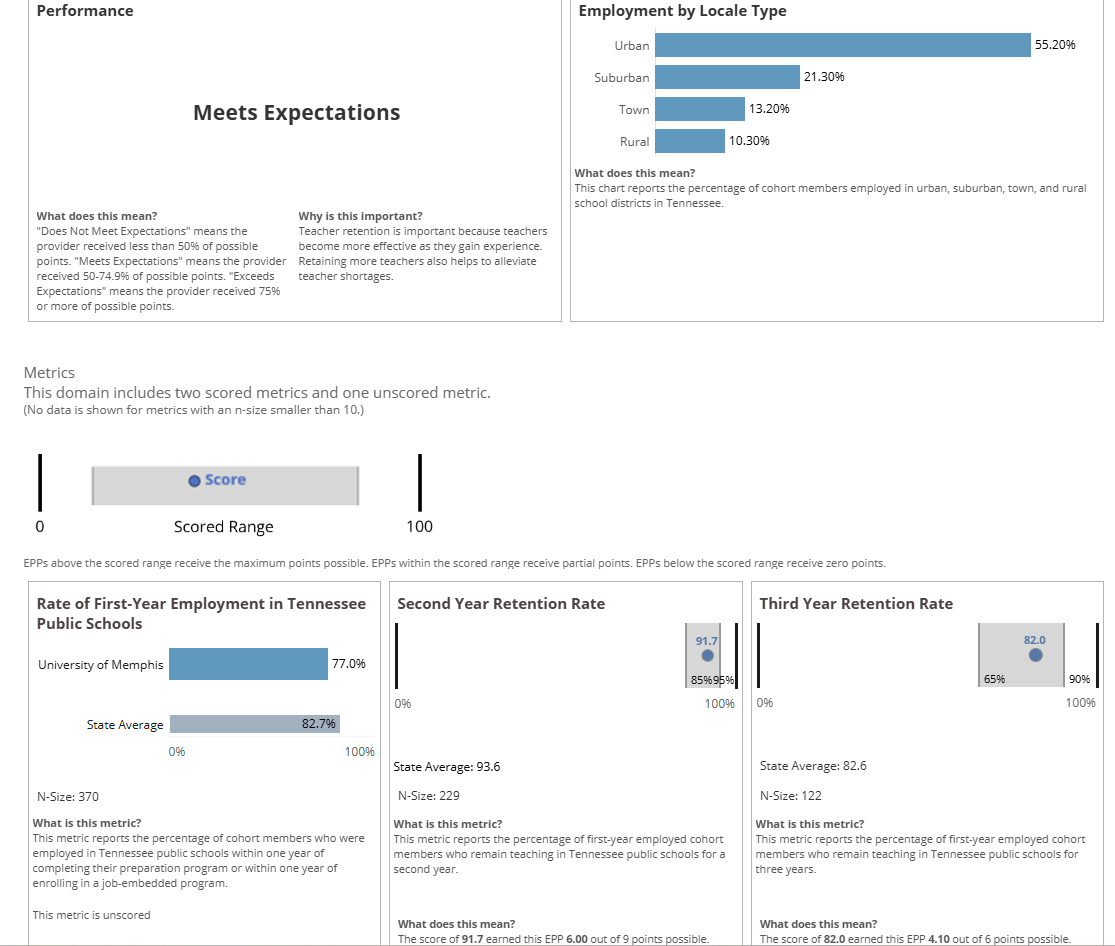 Performance
Meets Expectations
What does this mean?
"Does Not Meet Expectations" means the
provider received less than 50% of possible
points. "Meets Expectations" means the provider
received 50-74.9% of possible points. "Exceeds
Expectations" means the provider received 75%
or more of possible points.
Why is this important?
Teacher retention is important because teachers
become more effective as they gain experience.
Retaining more teachers also helps to alleviate
teacher shortages.
Employment by Locale Type
Urban 55.20%
Suburban 21.30%
Town 13.20%
Rural 10.30%
What does this mean?
This chart reports the percentage of cohort members employed in urban, suburban, town, and rural
school districts in Tennessee.
Metrics
This domain includes two scored metrics and one unscored metric.
(No data is shown for metrics with an n-size smaller than 10.)
Score
0 Scored Range 100
EPPs above the scored range receive the maximum points possible. EPPs within the scored range receive partial points. EPPs below the scored range receive zero points.
Rate of First-Year Employment in Tennessee
Public Schools
University of Memphis 77.0%
State Average 82.7%
0% 100%
N-Size: 370
What is this metric?
This metric reports the percentage of cohort members who were
employed in Tennessee public schools within one year of
completing their preparation program or within one year of
enrolling in a job-embedded program.
This metric is unscored
Second Year Retention Rate
91.7
85% 95%
0% 100%
State Average: 93.6
N-Size: 229
What is this metric?
This metric reports the percentage of first-year employed cohort
members who remain teaching in Tennessee public schools for a
second year.
What does this mean?
The score of 91.7 earned this EPP 6.00 out of 9 points possible.
Third Year Retention Rate
82.0
65% 90%
0% 100%
State Average: 82.6
N-Size: 122
What is this metric?
This metric reports the percentage of first-year employed cohort
members who remain teaching in Tennessee public schools for
three years.
What does this mean?
The score of 82.0 earned this EPP 4.10 out of 6 points possible.